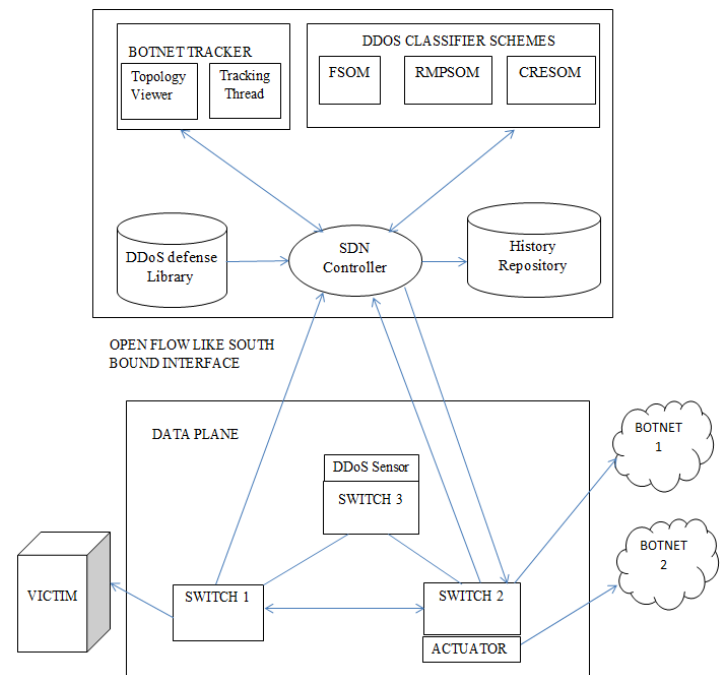 BOTNET TRACKER
Topology
Viewer
Tracking
Thread
DDOS CLASSIFIER SCHEMES
FSOM
RMPSOM
CRESOM
DDoS defense
Library
SDN
Controller
History
Repository
OPEN FLOW LIKE SOUTH
BOUND INTERFACE
DATA PLANE
DDoS Sensor
SWITCH 3
BOTNET
1
BOTNET
2
VICTIM
SWITCH 1
SWITCH 2
ACTUATOR